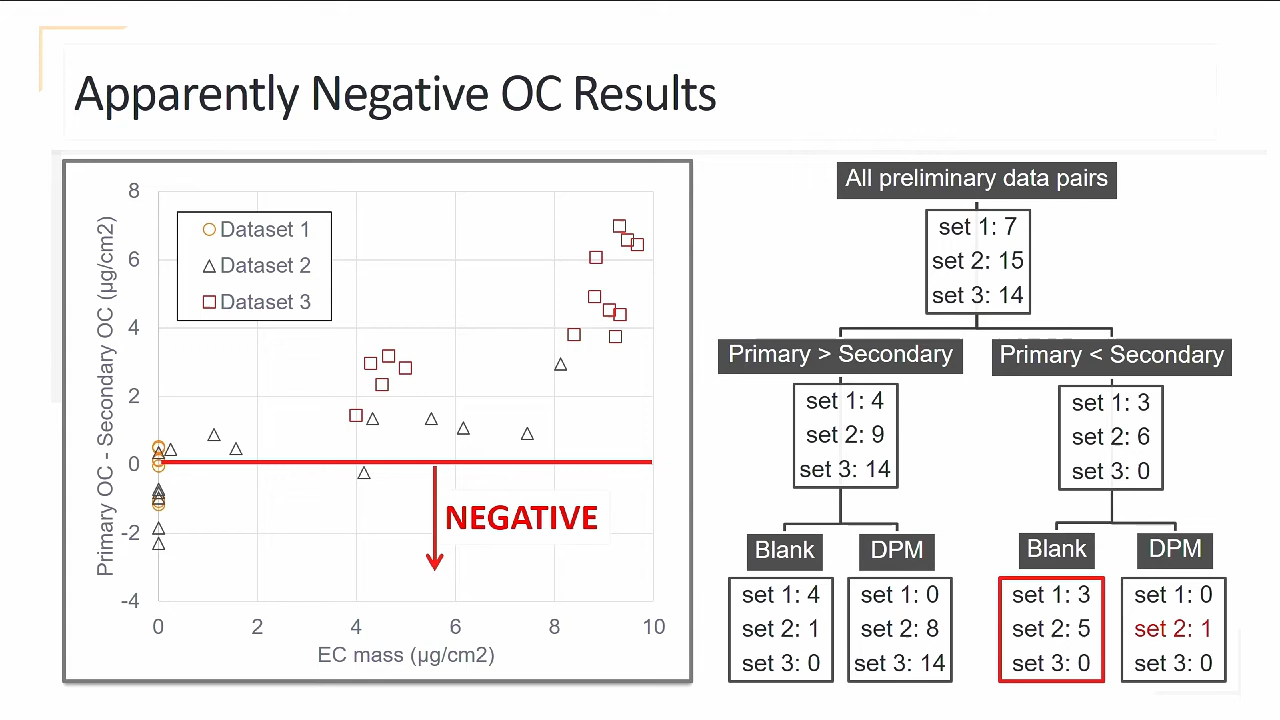 Apparently Negative OC Results
Primary OC - Secondary OC (µg/cm2)
8
6
4
2
0
-2
-4
Dataset 1
Dataset 2
Dataset 3
NEGATIVE
0 2 4 6 8 10
EC mass (µg/cm2)
All preliminary data pairs
set 1: 7
set 2: 15
set 3: 14
Primary > Secondary
set 1: 4
set 2: 9
set 3: 14
Primary < Secondary
set 1: 3
set 2: 6
set 3: 0
Blank
set 1: 4
set 2: 1
set 3: 0
DPM
set 1: 0
set 2: 8
set 3: 14
Blank
set 1: 3
set 2: 5
set 3: 0
DPM
set 1: 0
set 2: 1
set 3: 0